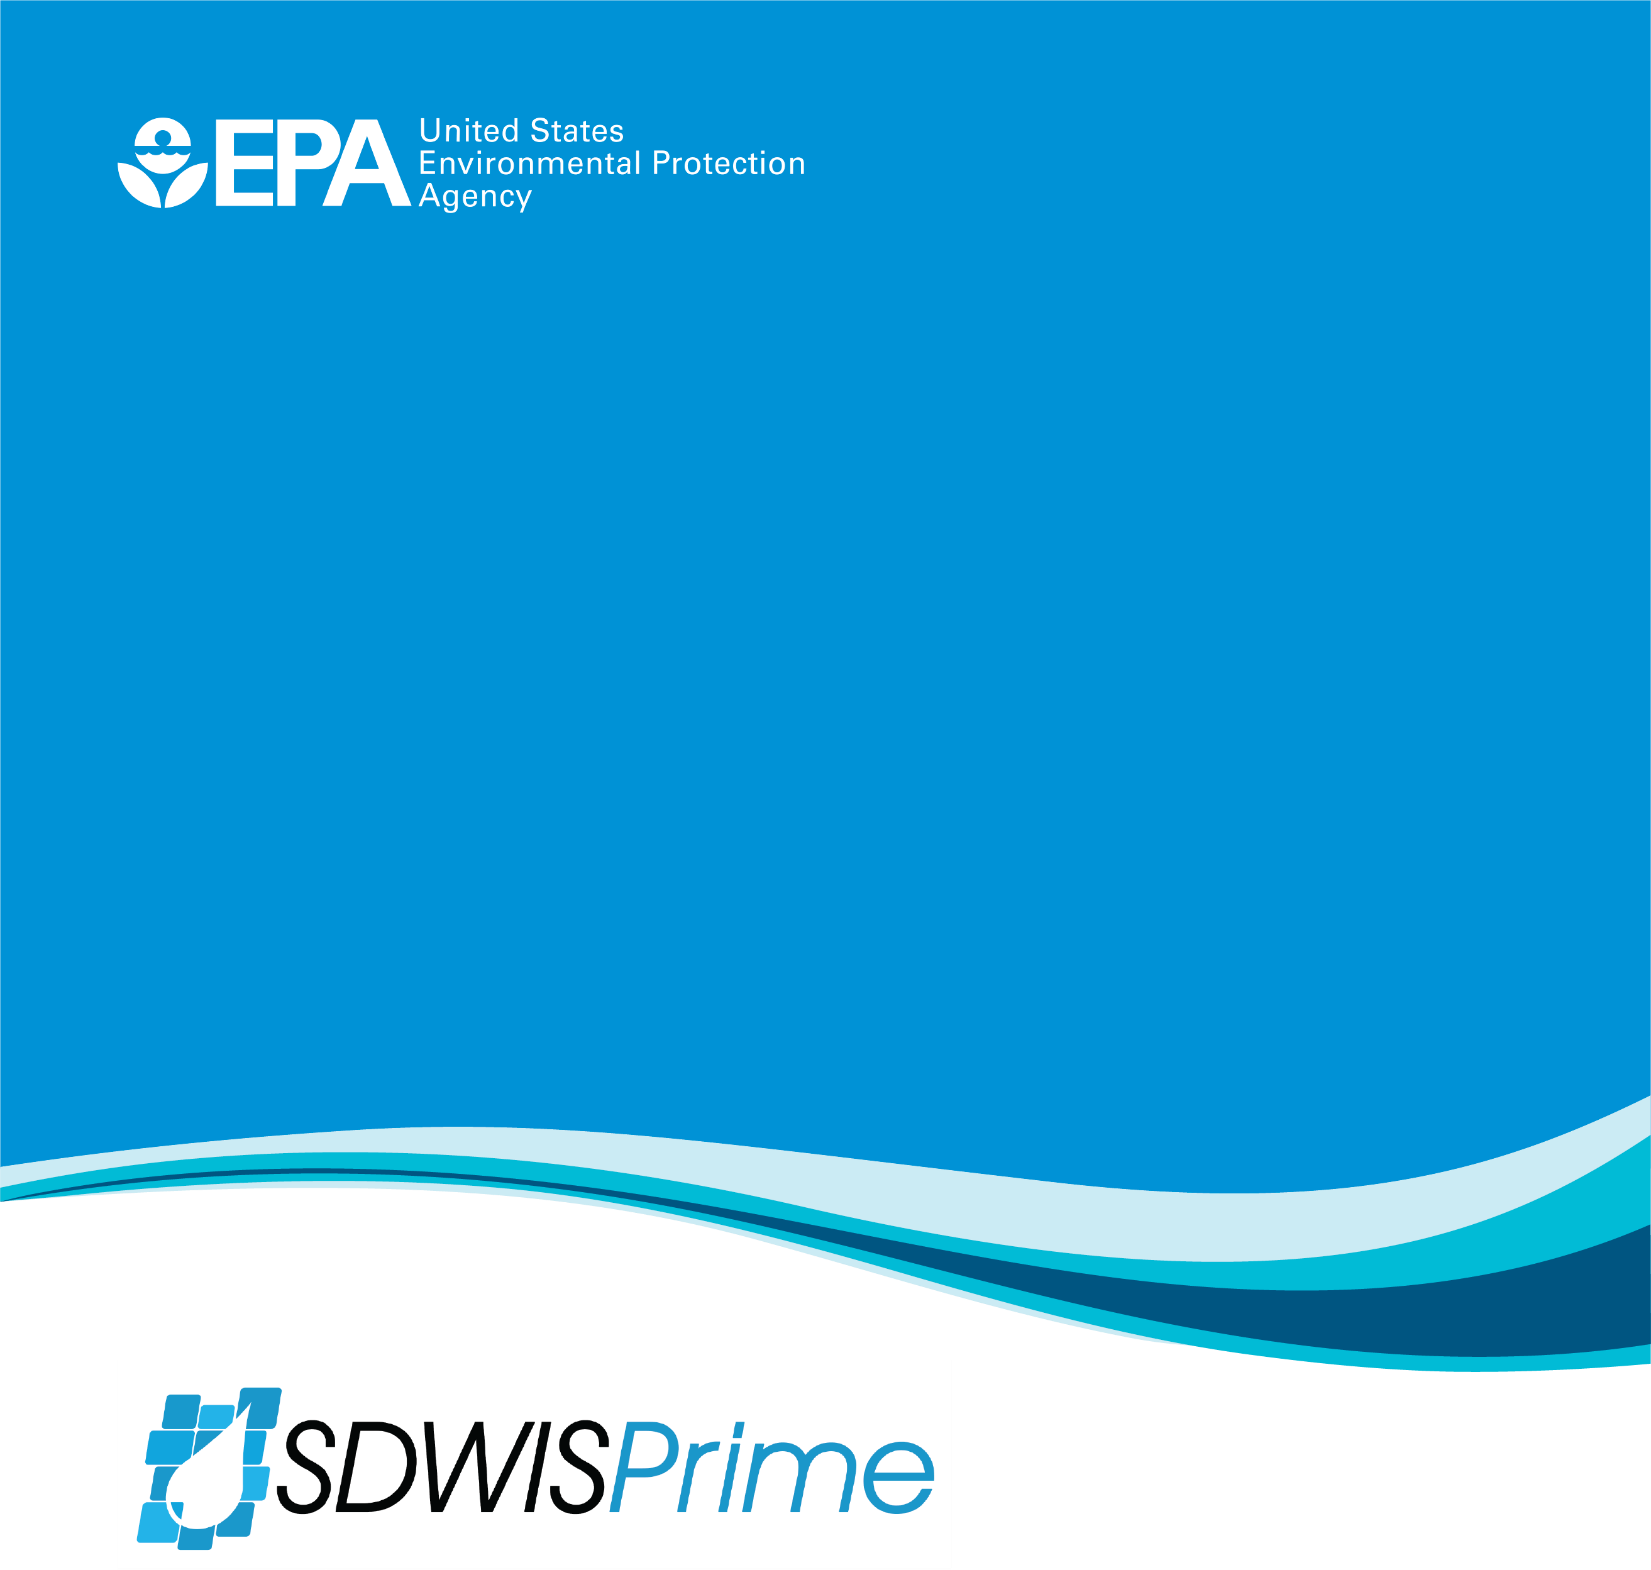 EPA
United States
Environmental Protection
Agency
SDWISPrime